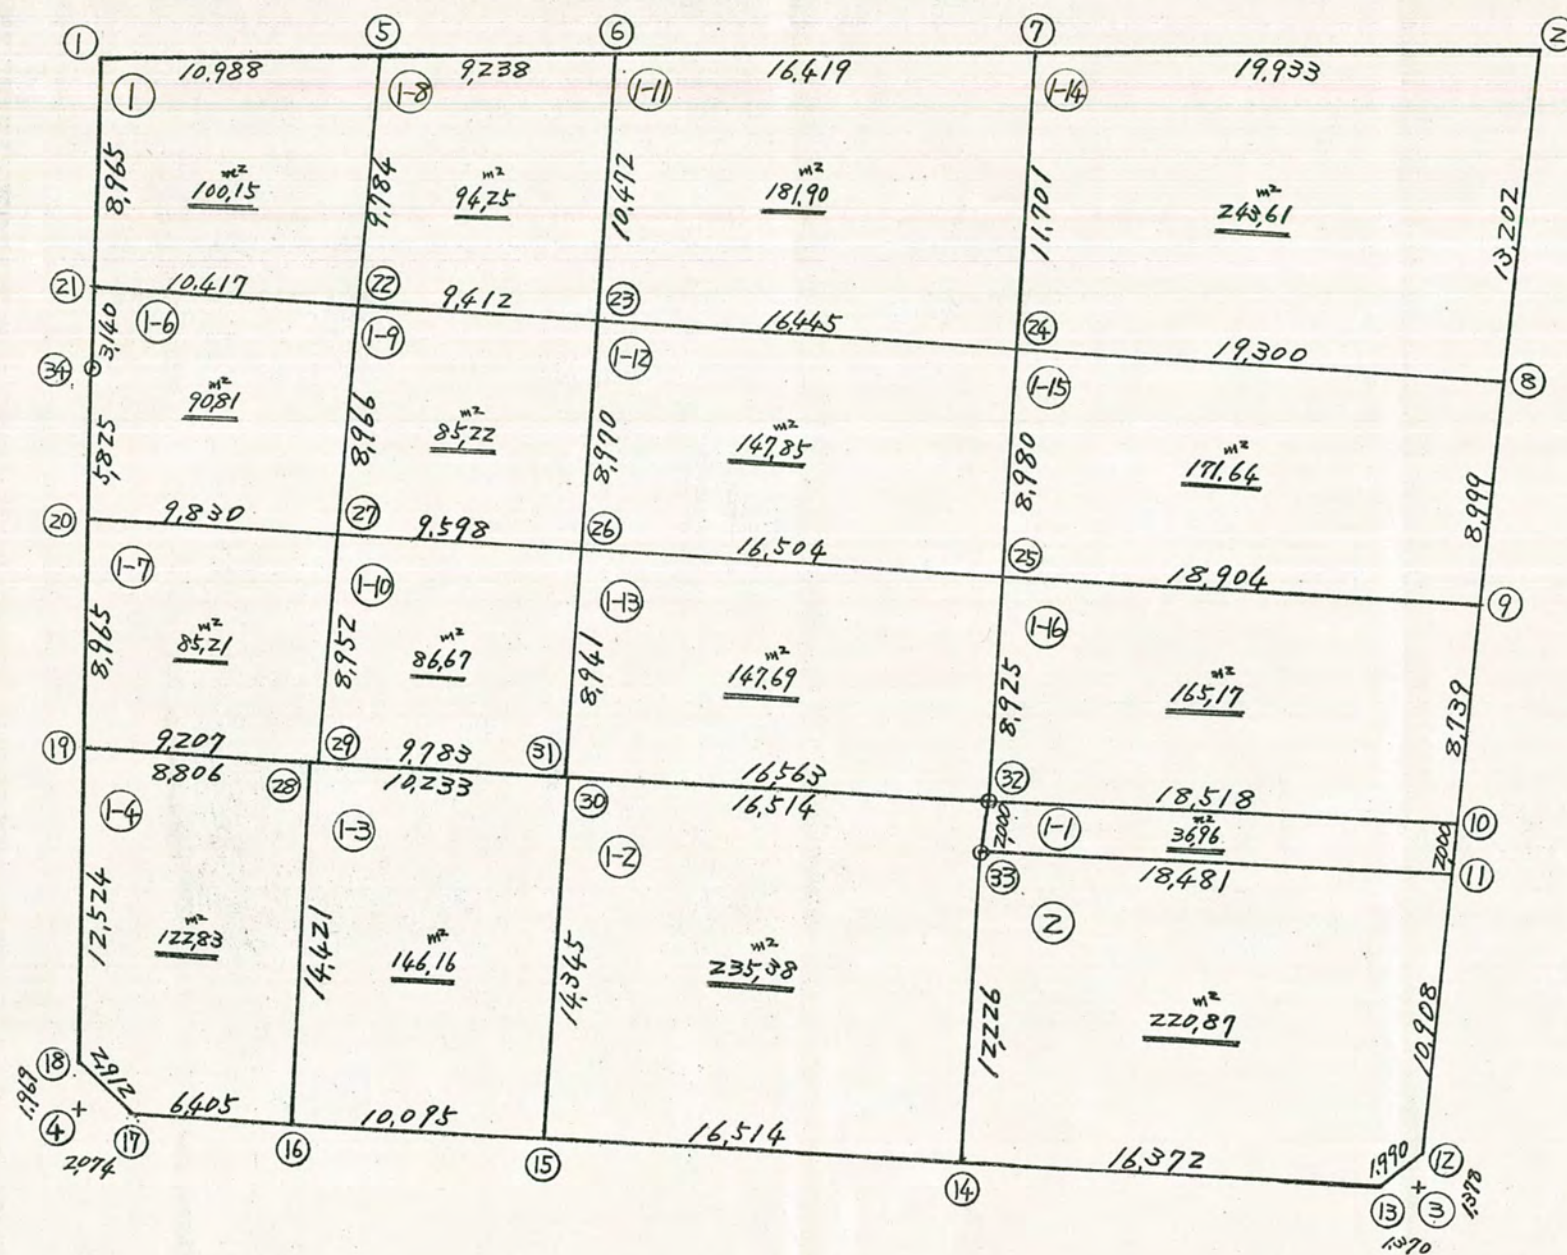 ① ⑤ ⑥ ⑦ ②
10.988 9,238 16,419 19,933
① 1-8 1-11 1-14
8,965 9,784 10,472 11,701 13,202
m² 100,15
m² 94,25
m² 181,90
m² 243,61
㉑ 10.417 ㉒ 9,412 ㉓ 16,445 ㉔ 19,300 ⑧
1-6 1-9 1-12 1-15
3,140
㉞
5,825 8,966 8,970 8,980 8,999
m² 90,81
m² 85,22
m² 147,85
m² 171.64
⑳ 9,830 ㉗ 9,598 ㉖ 16,504 ㉕ 18,904 ⑨
1-7 1-10 1-13 1-16
8,965 8,952 8,941 8,925 8,739
m² 85,21
m² 86,67
m² 147.69
m² 165,17
⑲ 9,207 ㉙ 9,783 ㉛ 16,563 ㉜ 18,518 ⑩
8,806 ㉘ 10,233 ㉚ 16,514
2,000 1-1 m² 36,96 2,000
㉝ 18,481 ⑪
1-4 1-3 1-2 ②
12,524 14,421 14,345 12,226 10,908
m² 122,83
m² 146,16
m² 235,38
m² 220,87
⑱ 2,912 6,405 10,095 16,514 16,372 1,990 ⑫
1,969 ④ + ⑰ ⑯ ⑮ ⑭ ⑬ + ③ 1,378
2,074 1,370